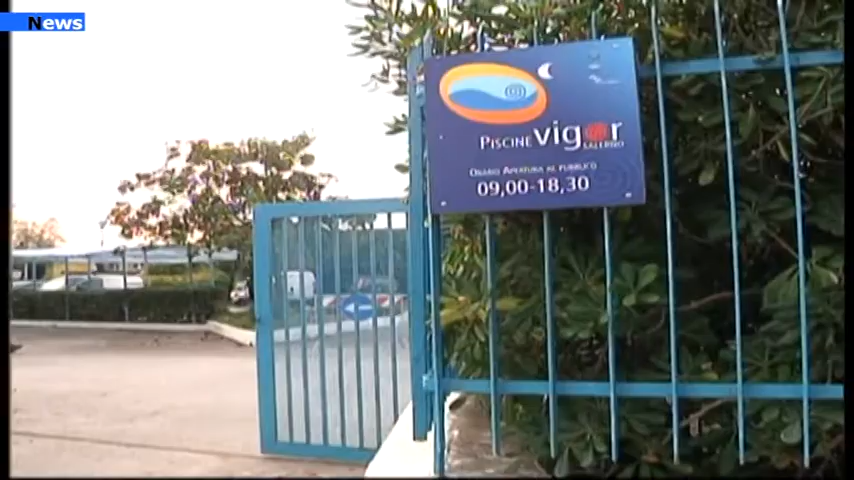 News
PISCINE vigor
SALERNO
ORARIO APERTURA AL PUBBLICO
09,00-18,30